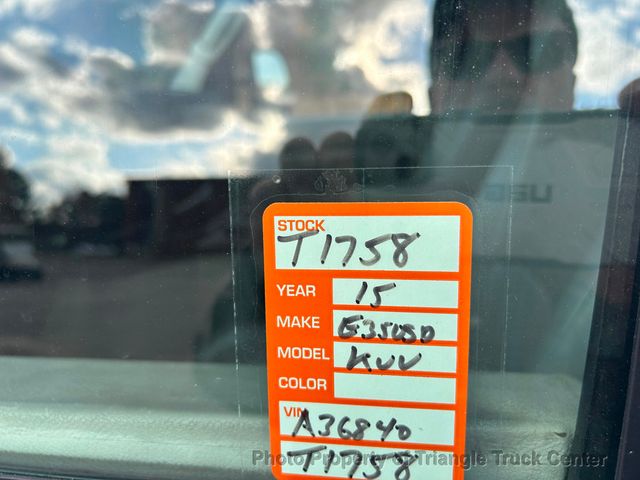 STOCK
T1758
YEAR 15
MAKE E350SD
MODEL KUV
COLOR
VIN
A36840
T1758
Photo Property of Triangle Truck Center